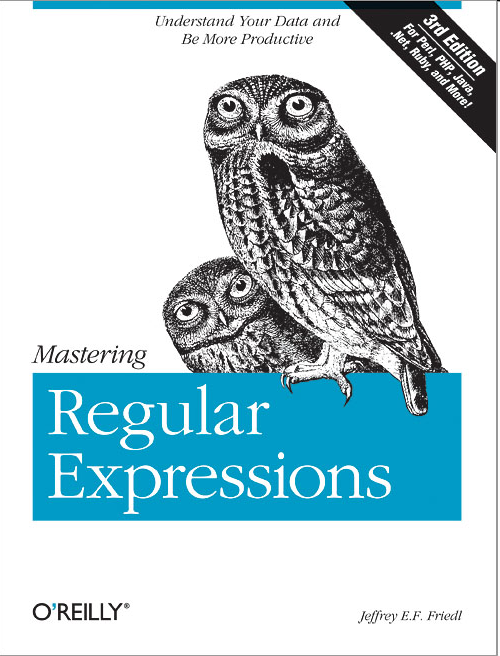 Understand Your Data and
Be More Productive
3rd Edition
For Perl, PHP, Java,
.Net, Ruby, and More!
Mastering
Regular
Expressions
O'REILLY®
Jeffrey E.F. Friedl